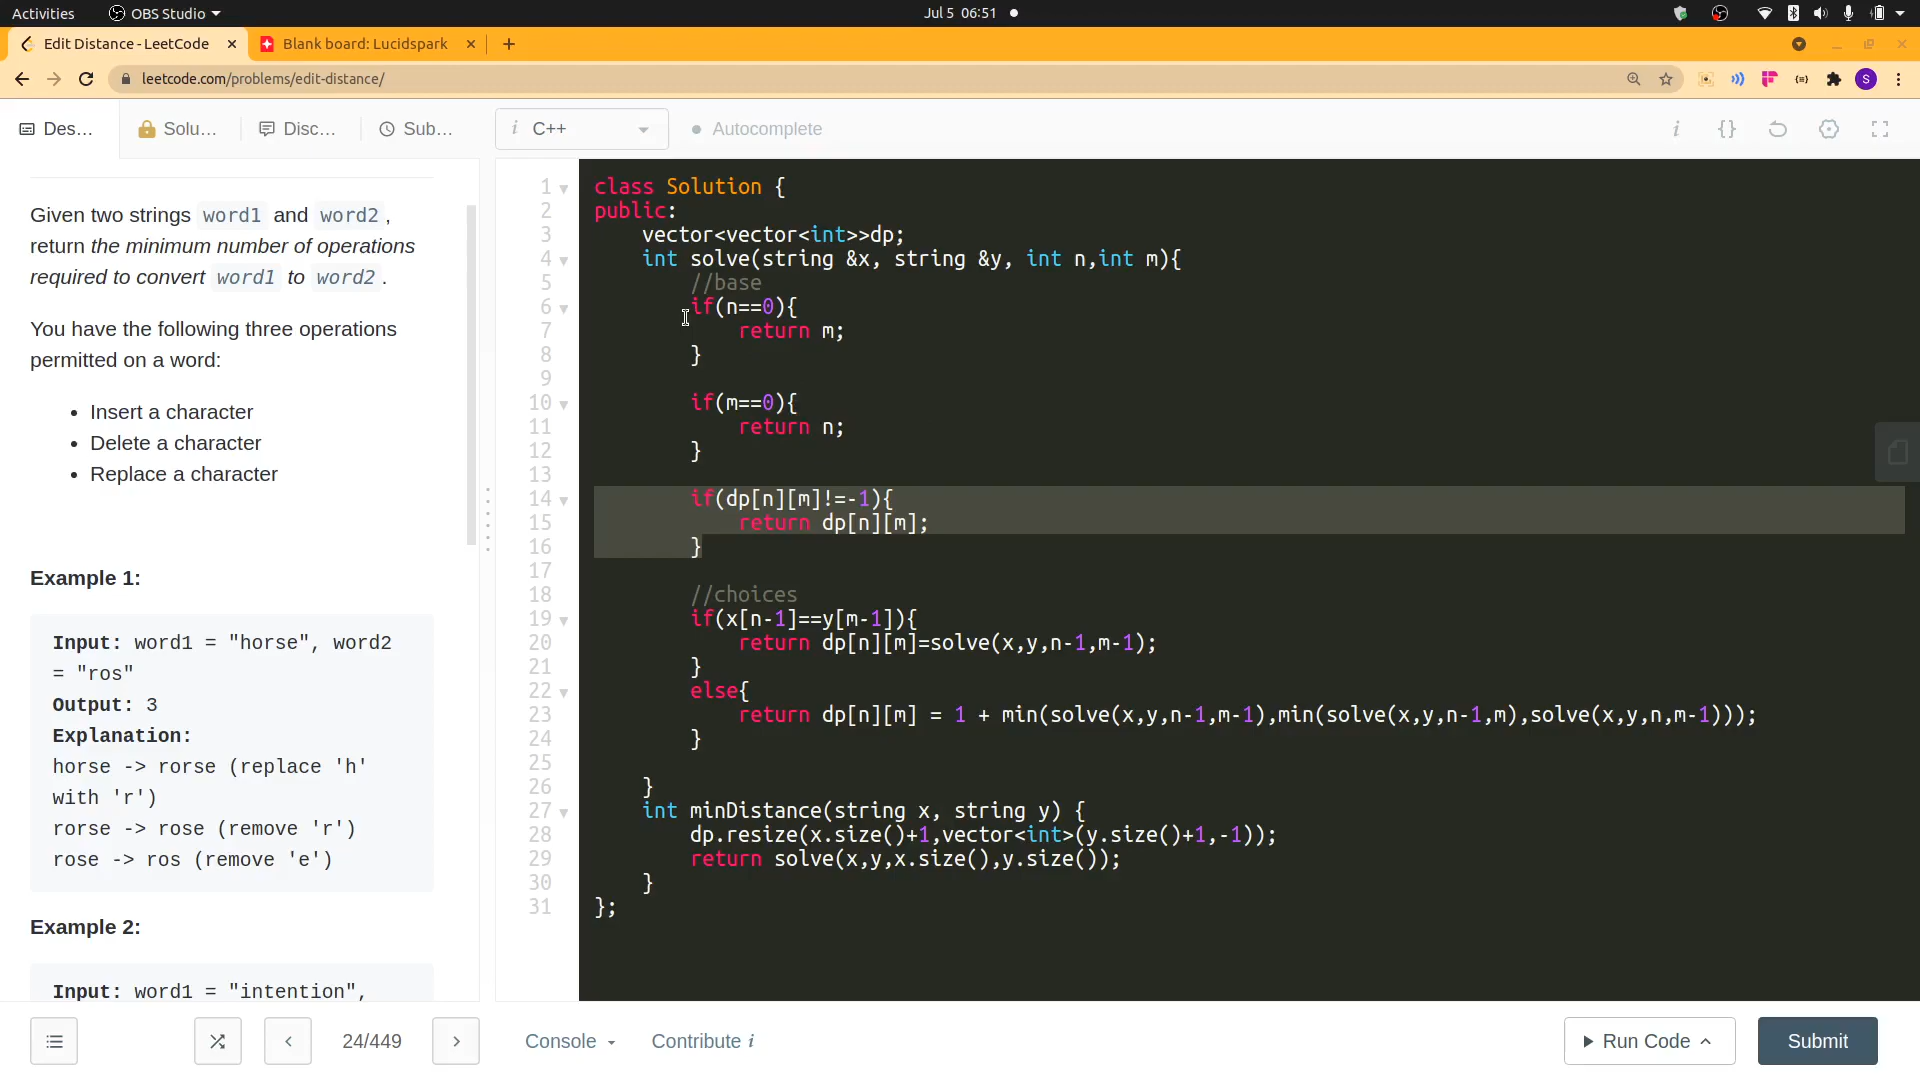 Activities
OBS Studio
Jul 5 06:51
Edit Distance - LeetCode
Blank board: Lucidspark
leetcode.com/problems/edit-distance/
S
Des...
Solu...
Disc...
Sub...
i C++
Autocomplete
i {}
Given two strings word1 and word2,
return the minimum number of operations
required to convert word1 to word2.
You have the following three operations
permitted on a word:
• Insert a character
• Delete a character
• Replace a character
Example 1:
Input: word1 = "horse", word2
= "ros"
Output: 3
Explanation:
horse -> rorse (replace 'h'
with 'r')
rorse -> rose (remove 'r')
rose -> ros (remove 'e')
Example 2:
Input: word1 = "intention",
1 class Solution {
2 public:
3     vector<vector<int>>dp;
4     int solve(string &x, string &y, int n,int m){
5         //base
6         if(n==0){
7             return m;
8         }
9
10         if(m==0){
11             return n;
12         }
13
14         if(dp[n][m]!=-1){
15             return dp[n][m];
16         }
17
18         //choices
19         if(x[n-1]==y[m-1]){
20             return dp[n][m]=solve(x,y,n-1,m-1);
21         }
22         else{
23             return dp[n][m] = 1 + min(solve(x,y,n-1,m-1),min(solve(x,y,n-1,m),solve(x,y,n,m-1)));
24         }
25
26     }
27     int minDistance(string x, string y) {
28         dp.resize(x.size()+1,vector<int>(y.size()+1,-1));
29         return solve(x,y,x.size(),y.size());
30     }
31 };
24/449
Console
Contribute i
Run Code
Submit